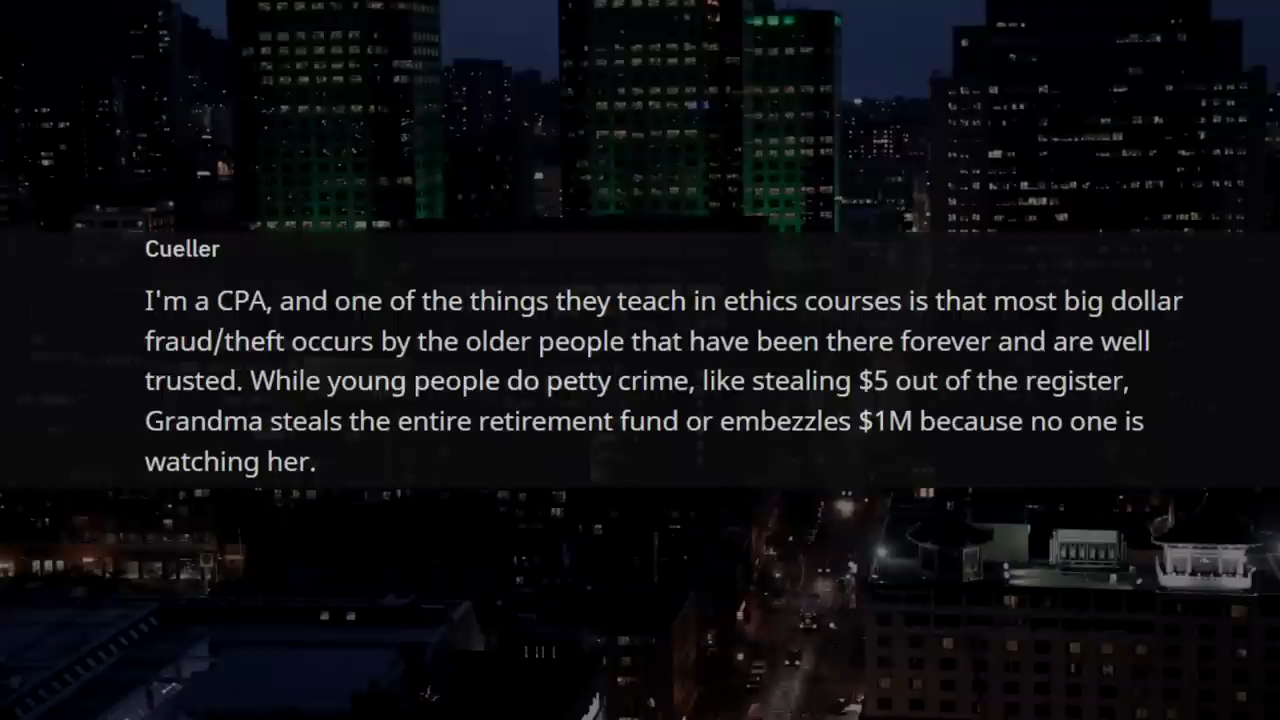 Cueller
I'm a CPA, and one of the things they teach in ethics courses is that most big dollar
fraud/theft occurs by the older people that have been there forever and are well
trusted. While young people do petty crime, like stealing $5 out of the register,
Grandma steals the entire retirement fund or embezzles $1M because no one is
watching her.